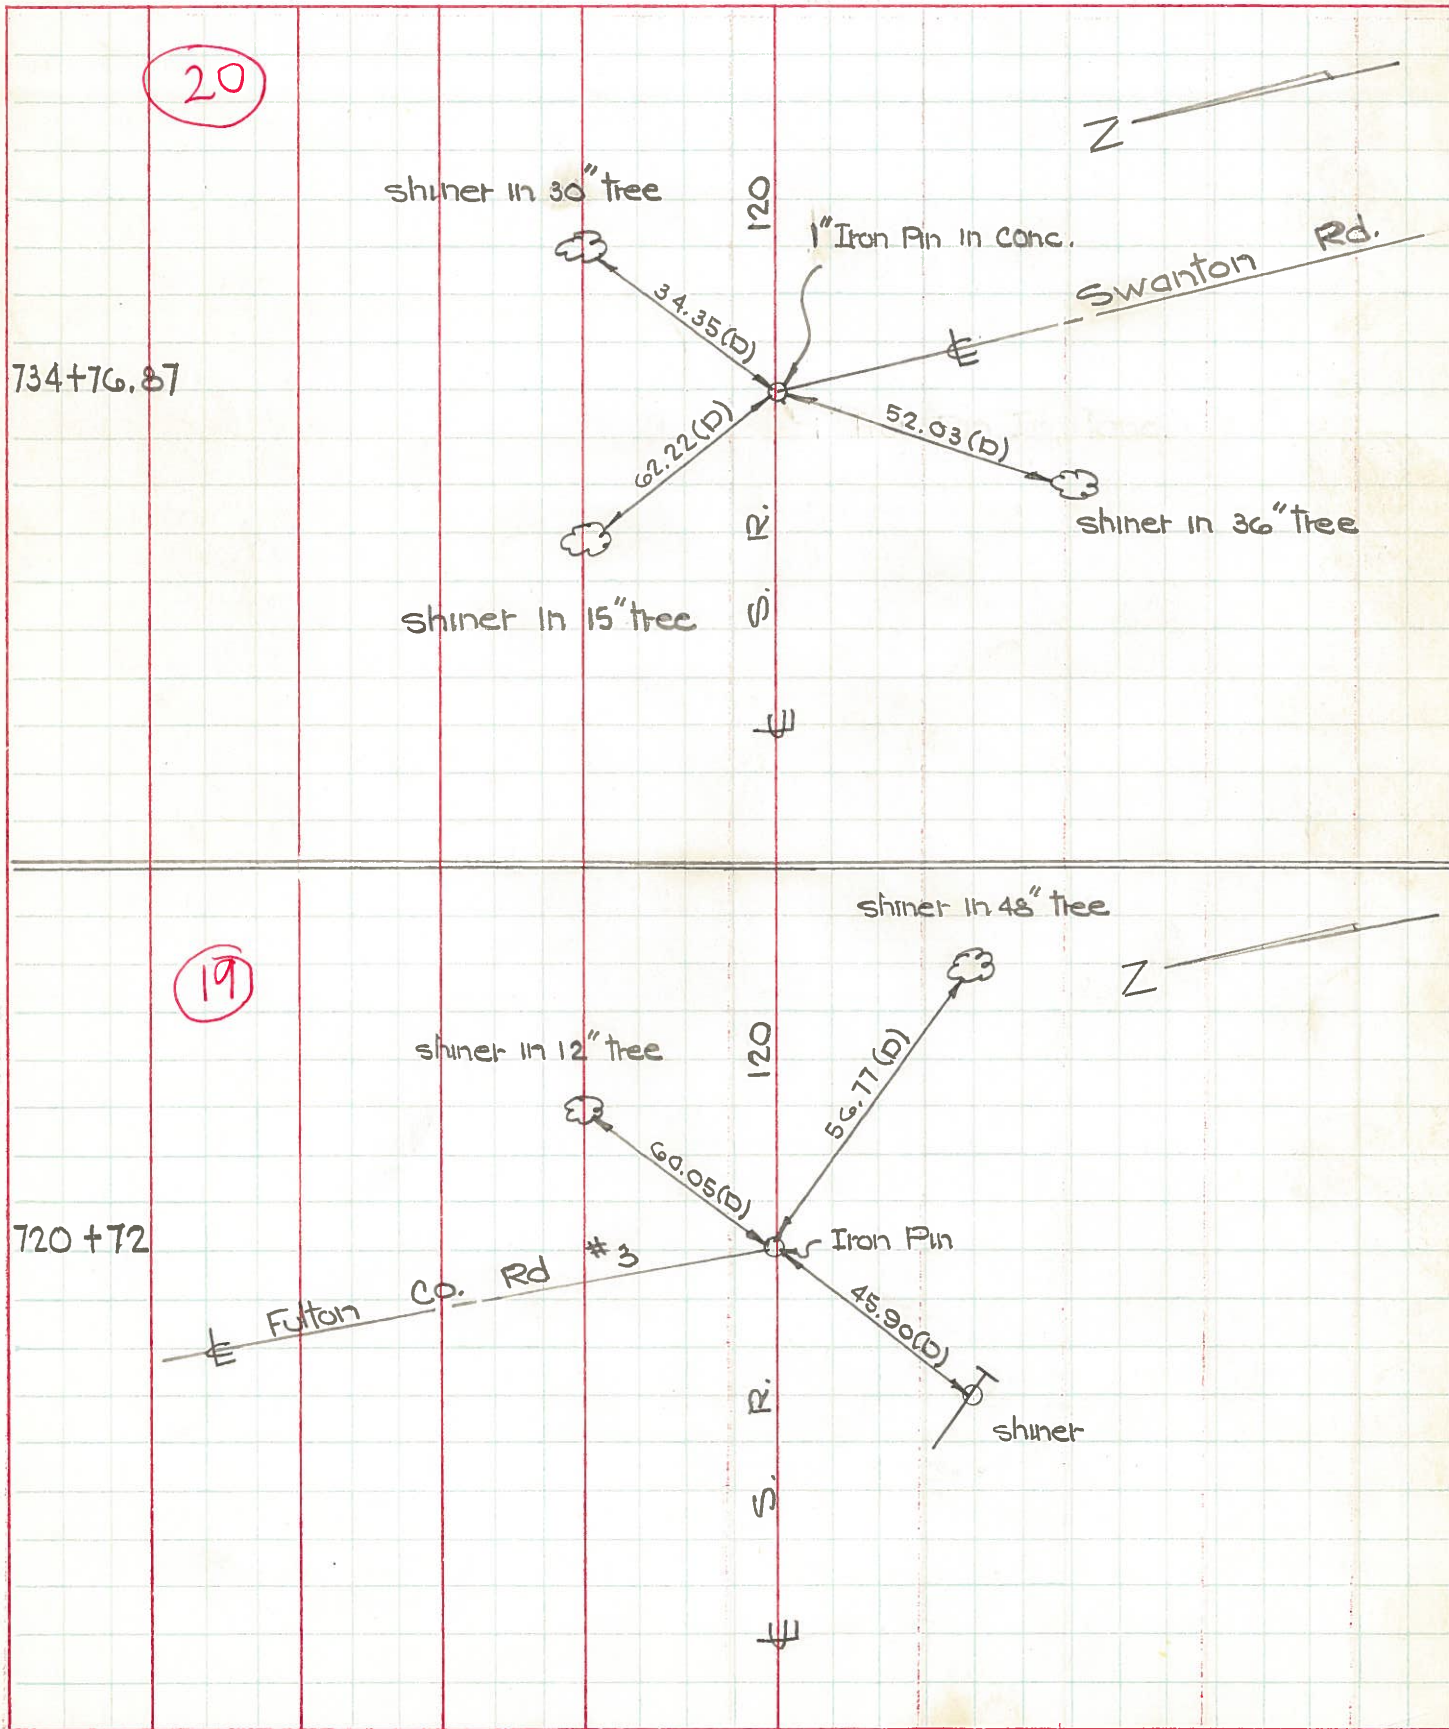 20
N
shiner in 30" tree
120
1" Iron Pin in Conc.
Swanton Rd.
34.35(D)
℄
734+76.87
62.22(D)
52.03(D)
shiner in 36" tree
shiner in 15" tree
℄ S. R.
shiner in 48" tree
19
N
shiner in 12" tree
120
56.77(D)
60.05(D)
720+72
Iron Pin
℄ Fulton Co. Rd #3
45.90(D)
shiner
℄ S. R.